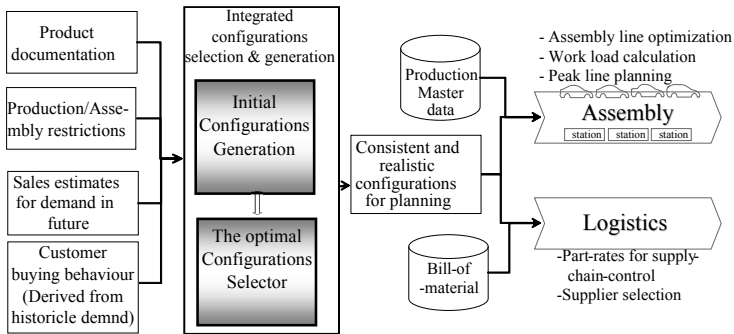 Product
documentation
Production/Asse-
mbly restrictions
Sales estimates
for demand in
future
Customer
buying behaviour
(Derived from
historicle demnd)
Integrated
configurations
selection & generation
Initial
Configurations
Generation
The optimal
Configurations
Selector
Consistent and
realistic
configurations
for planning
Production
Master
data
Bill-of
-material
- Assembly line optimization
- Work load calculation
- Peak line planning
Assembly
station
station
station
Logistics
-Part-rates for supply-
chain-control
-Supplier selection